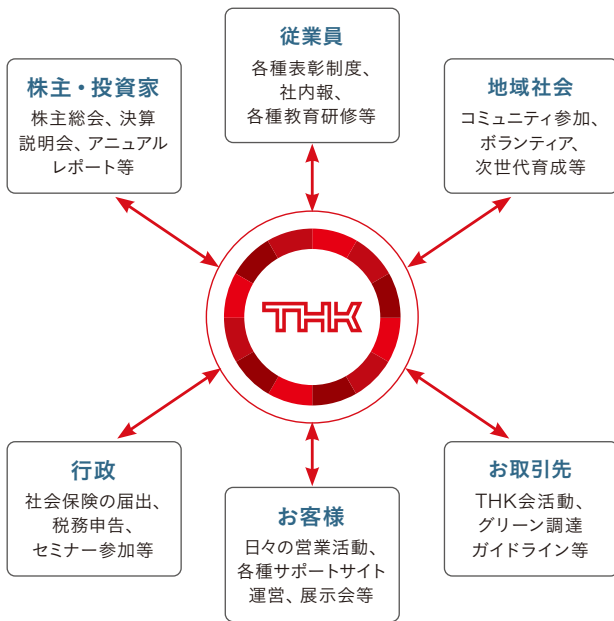 従業員
各種表彰制度、
社内報、
各種教育研修等
株主・投資家
株主総会、決算
説明会、アニュアル
レポート等
地域社会
コミュニティ参加、
ボランティア、
次世代育成等
THK
行政
社会保険の届出、
税務申告、
セミナー参加等
お客様
日々の営業活動、
各種サポートサイト
運営、展示会等
お取引先
THK会活動、
グリーン調達
ガイドライン等